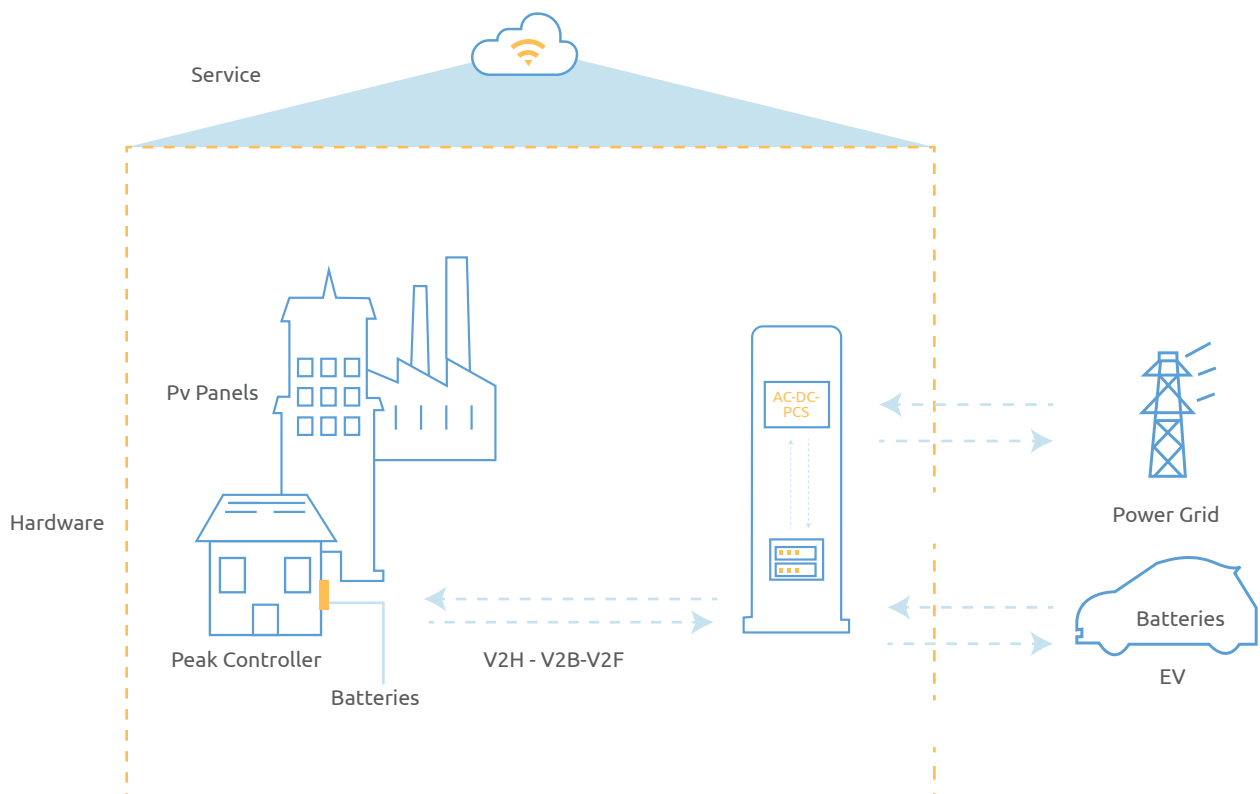 Service
Pv Panels
AC-DC-
PCS
Hardware
Power Grid
Batteries
Peak Controller
V2H - V2B-V2F
EV
Batteries